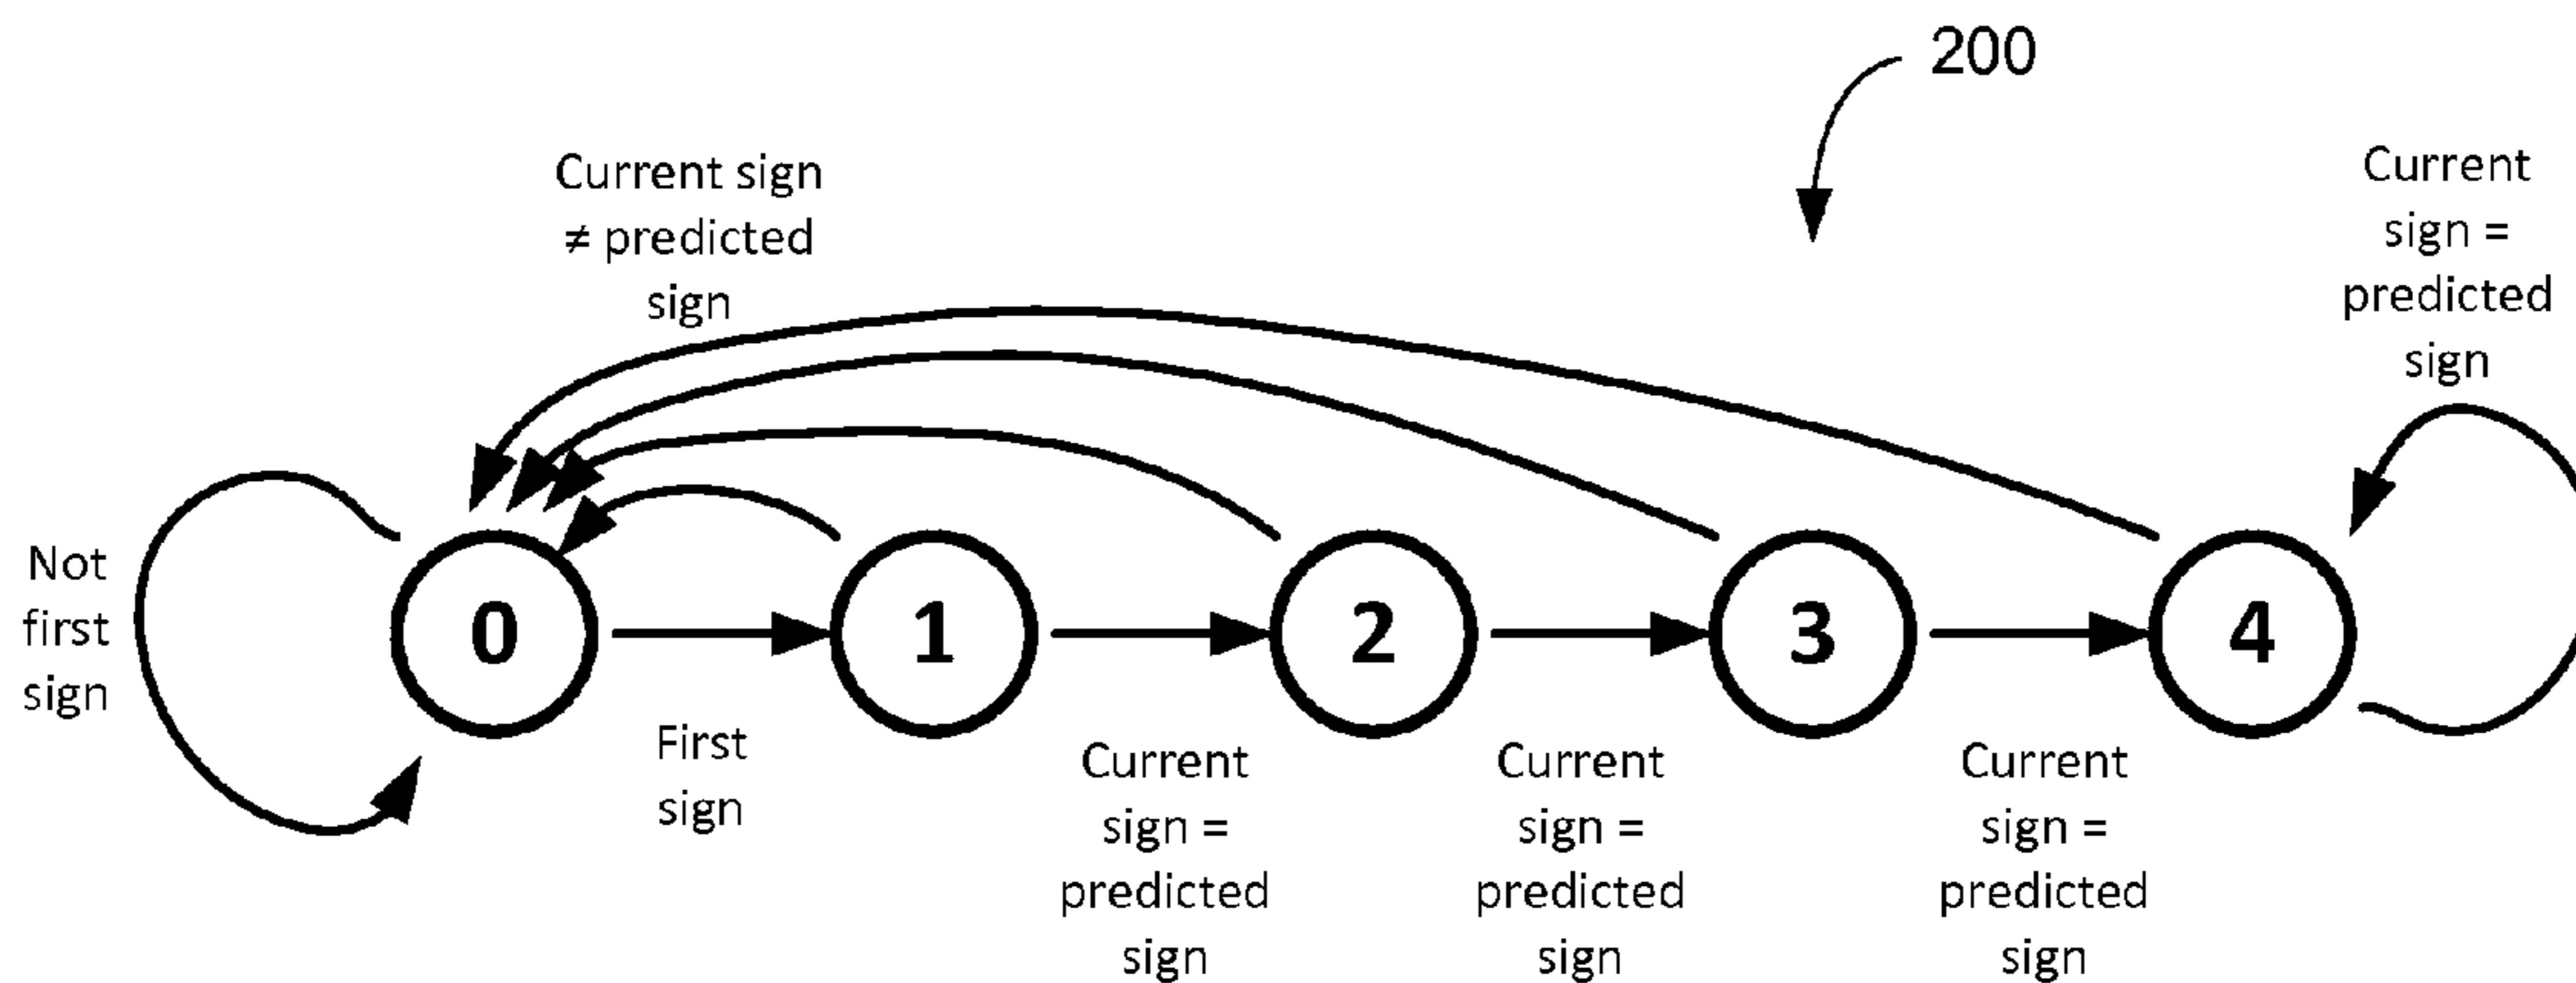 200
Current sign
≠ predicted
sign
Current
sign =
predicted
sign
Not
first
sign
0
1
2
3
4
First
sign
Current
sign =
predicted
sign
Current
sign =
predicted
sign
Current
sign =
predicted
sign